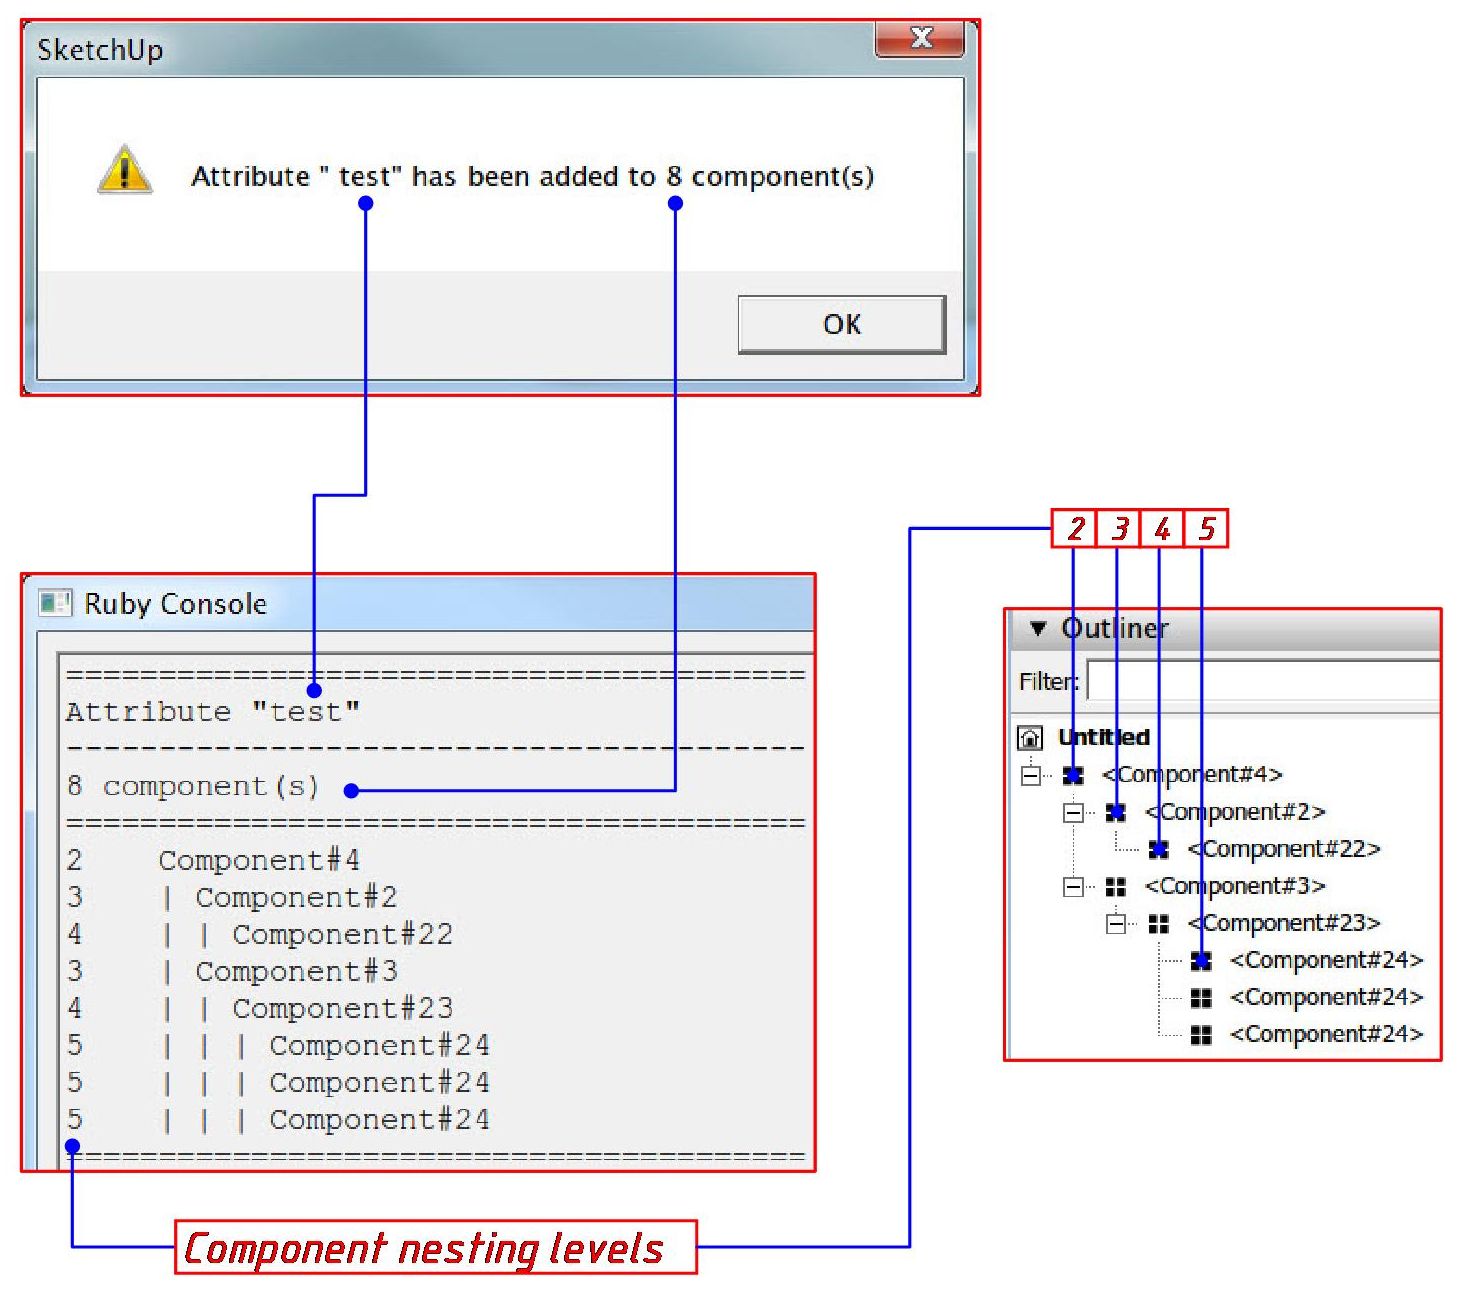 SketchUp
X
Attribute " test" has been added to 8 component(s)
OK
2 3 4 5
Ruby Console
========================================
Attribute "test"
----------------------------------------
8 component(s)
========================================
2    Component#4
3    | Component#2
4    | | Component#22
3    | Component#3
4    | | Component#23
5    | | | Component#24
5    | | | Component#24
5    | | | Component#24
========================================
Outliner
Filter:
Untitled
<Component#4>
<Component#2>
<Component#22>
<Component#3>
<Component#23>
<Component#24>
<Component#24>
<Component#24>
Component nesting levels